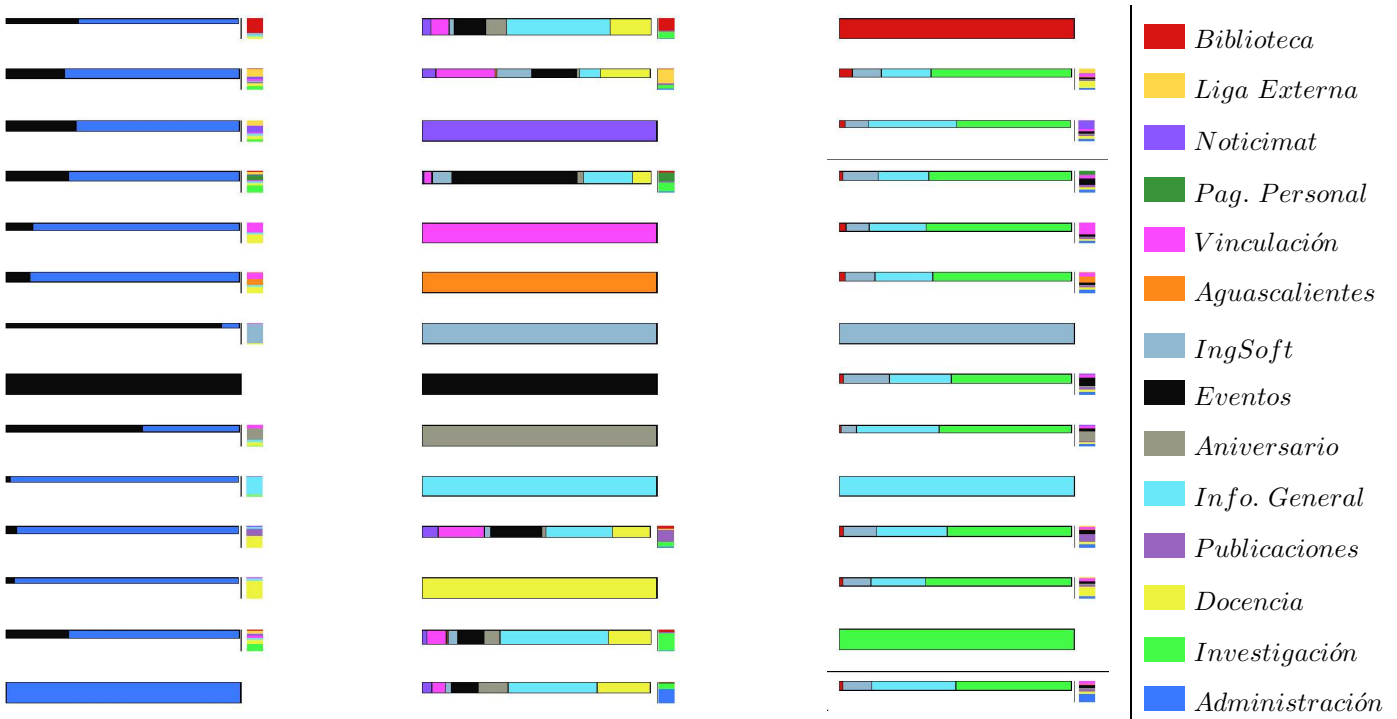 Biblioteca
Liga Externa
Noticimat
Pag. Personal
Vinculación
Aguascalientes
IngSoft
Eventos
Aniversario
Info. General
Publicaciones
Docencia
Investigación
Administración